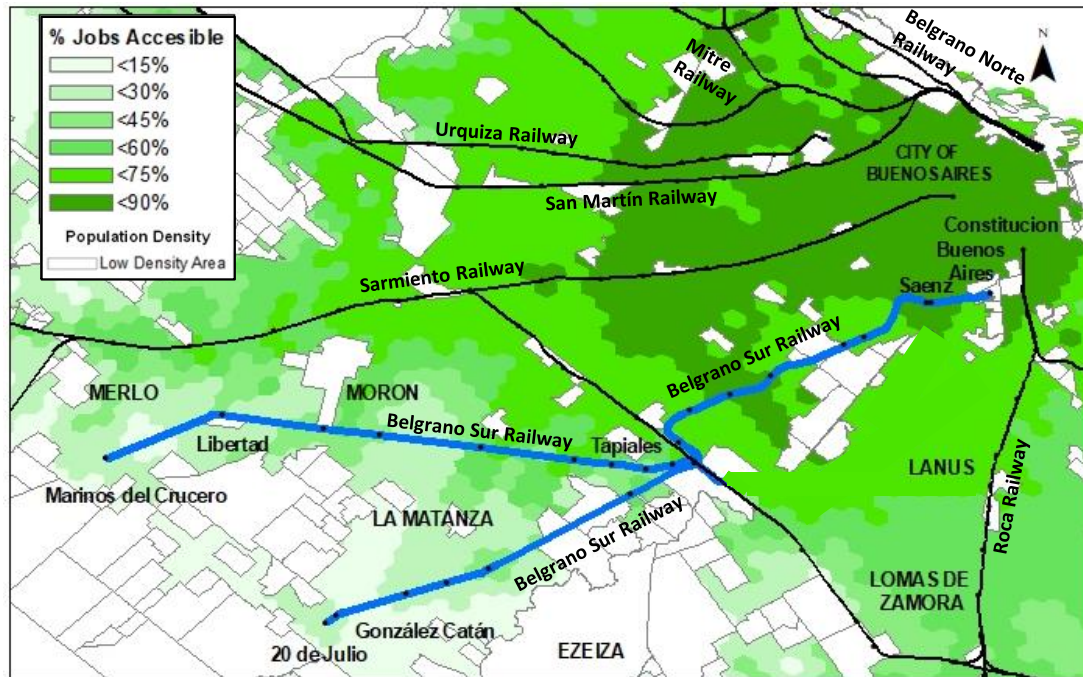 % Jobs Accesible
<15%
<30%
<45%
<60%
<75%
<90%
Population Density
Low Density Area
N
Belgrano Norte
Railway
Mitre
Railway
Urquiza Railway
CITY OF
BUENOS AIRES
San Martín Railway
Constitucion
Buenos
Aires
Sarmiento Railway
Saenz
Belgrano Sur Railway
MERLO
MORON
Belgrano Sur Railway
Libertad
Tapiales
LANUS
Marinos del Crucero
LA MATANZA
Belgrano Sur Railway
Roca Railway
LOMAS DE
ZAMORA
González Catán
20 de Julio
EZEIZA